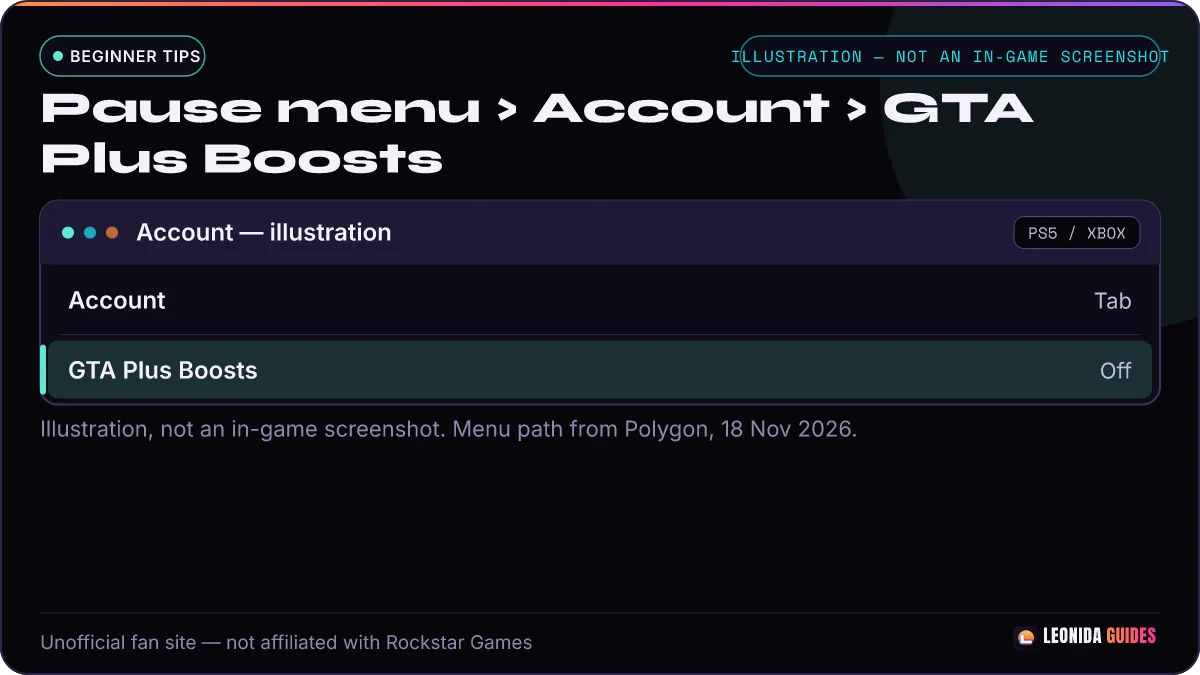 BEGINNER TIPS
ILLUSTRATION — NOT AN IN-GAME SCREENSHOT
Pause menu > Account > GTA
Plus Boosts
Account — illustration
PS5 / XBOX
Account
Tab
GTA Plus Boosts
Off
Illustration, not an in-game screenshot. Menu path from Polygon, 18 Nov 2026.
Unofficial fan site — not affiliated with Rockstar Games
LEONIDA GUIDES